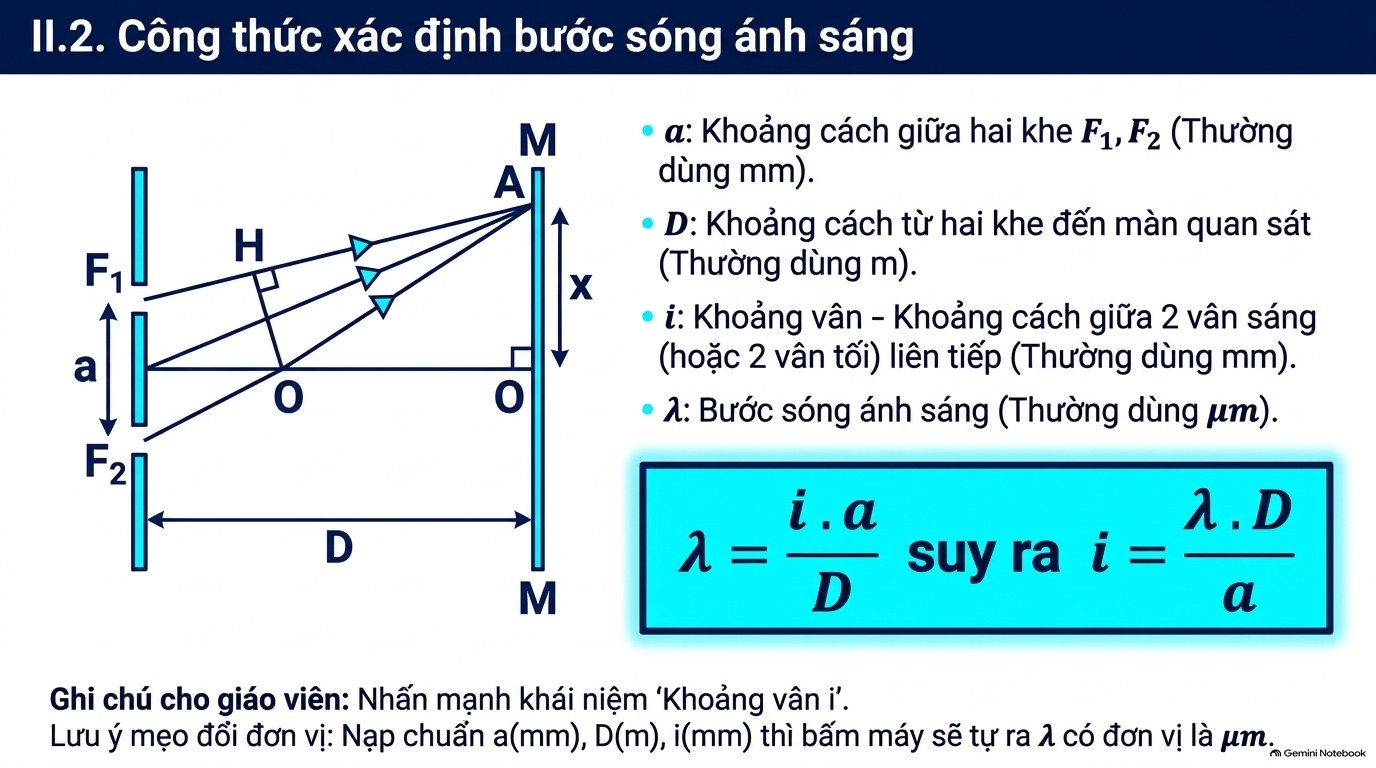 II.2. Công thức xác định bước sóng ánh sáng
M
A
H
F₁
x
a
O
O
F₂
D
M
• a: Khoảng cách giữa hai khe F₁, F₂ (Thường
dùng mm).
• D: Khoảng cách từ hai khe đến màn quan sát
(Thường dùng m).
• i: Khoảng vân – Khoảng cách giữa 2 vân sáng
(hoặc 2 vân tối) liên tiếp (Thường dùng mm).
• λ: Bước sóng ánh sáng (Thường dùng μm).
λ = i . a / D suy ra i = λ . D / a
Ghi chú cho giáo viên: Nhấn mạnh khái niệm ‘Khoảng vân i’.
Lưu ý mẹo đổi đơn vị: Nạp chuẩn a(mm), D(m), i(mm) thì bấm máy sẽ tự ra λ có đơn vị là μm.
Gemini Notebook